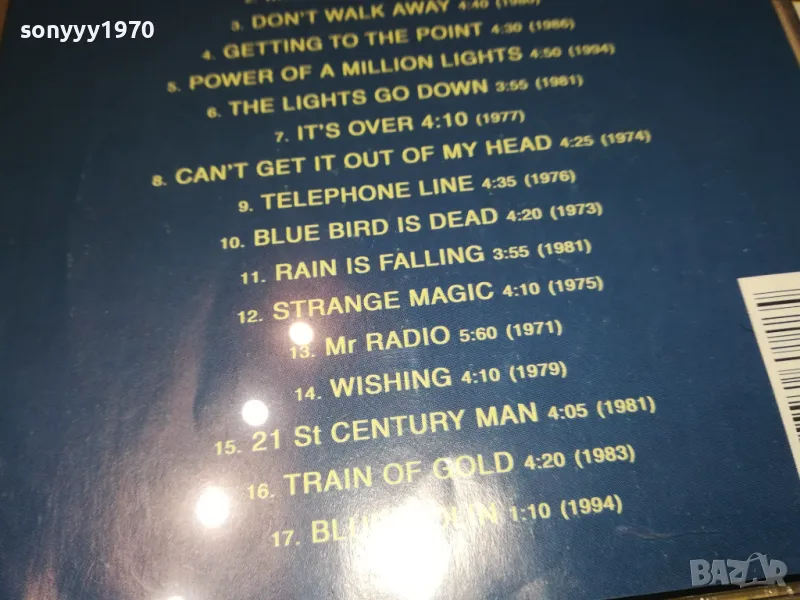 sonyyy1970
3. DON'T WALK AWAY 4:40 (1980)
4. GETTING TO THE POINT 4:30 (1986)
5. POWER OF A MILLION LIGHTS 4:50 (1994)
6. THE LIGHTS GO DOWN 3:55 (1981)
7. IT'S OVER 4:10 (1977)
8. CAN'T GET IT OUT OF MY HEAD 4:25 (1974)
9. TELEPHONE LINE 4:35 (1976)
10. BLUE BIRD IS DEAD 4:20 (1973)
11. RAIN IS FALLING 3:55 (1981)
12. STRANGE MAGIC 4:10 (1975)
13. Mr RADIO 5:60 (1971)
14. WISHING 4:10 (1979)
15. 21 St CENTURY MAN 4:05 (1981)
16. TRAIN OF GOLD 4:20 (1983)
17. 1:10 (1994)
BAZAR